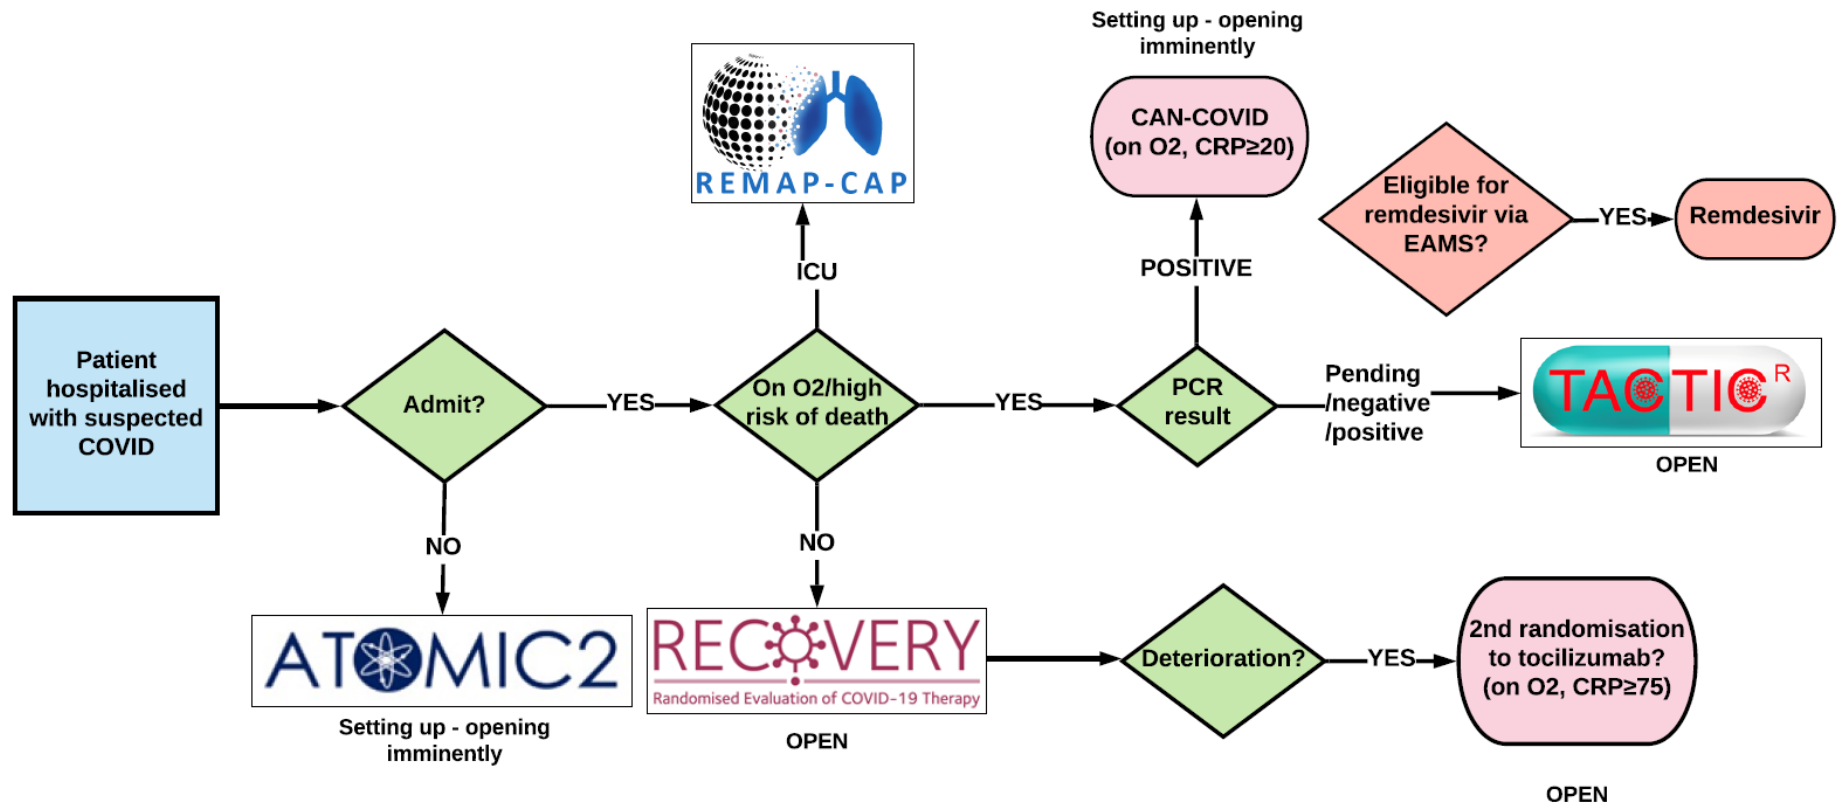 Setting up - opening
imminently
REMAP-CAP
CAN-COVID
(on O2, CRP≥20)
Eligible for
remdesivir via
EAMS?
YES
Remdesivir
ICU
POSITIVE
Patient
hospitalised
with suspected
COVID
Admit?
YES
On O2/high
risk of death
YES
PCR
result
Pending
/negative
/positive
TACTIC R
OPEN
NO
NO
ATOMIC2
Setting up - opening
imminently
RECOVERY
Randomised Evaluation of COVID-19 Therapy
OPEN
Deterioration?
YES
2nd randomisation
to tocilizumab?
(on O2, CRP≥75)
OPEN